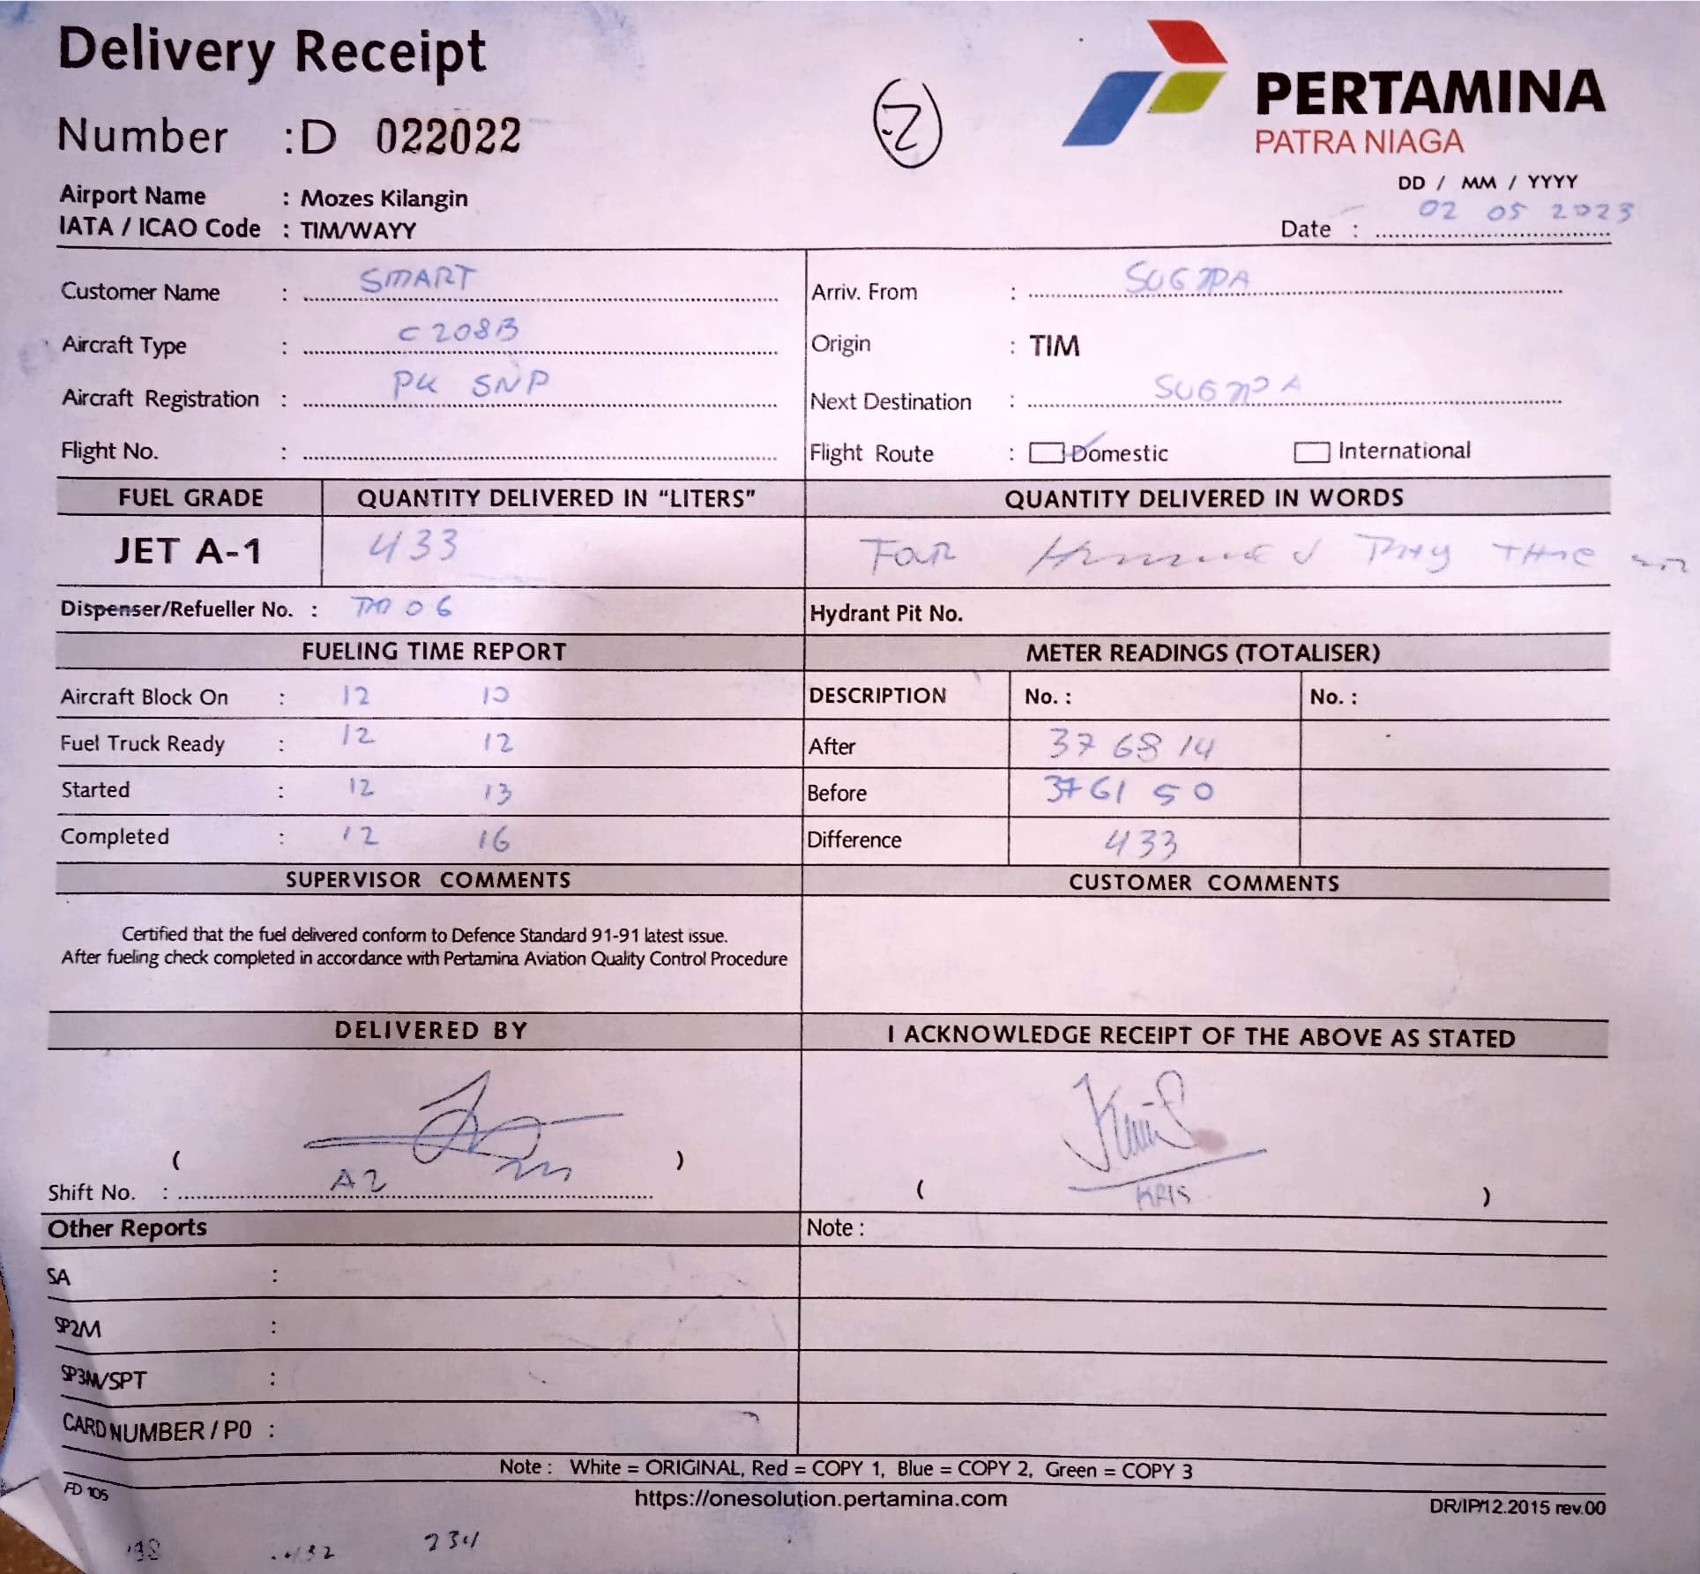 Delivery Receipt
2
PERTAMINA
PATRA NIAGA
Number :D 022022
DD / MM / YYYY
Airport Name : Mozes Kilangin
Date : 02 05 2023
IATA / ICAO Code : TIM/WAYY
Customer Name : SMART
Arriv. From :
Aircraft Type : C208B
Origin : TIM
Aircraft Registration : PK SNP
Next Destination :
Flight No. :
Flight Route : Domestic International
FUEL GRADE QUANTITY DELIVERED IN "LITERS" QUANTITY DELIVERED IN WORDS
JET A-1 433
Dispenser/Refueller No. : 06
Hydrant Pit No.
FUELING TIME REPORT METER READINGS (TOTALISER)
Aircraft Block On : 12 10
DESCRIPTION No. : No. :
Fuel Truck Ready : 12 12
After 376814
Started : 12 13
Before 50
Completed : 12 16
Difference 433
SUPERVISOR COMMENTS CUSTOMER COMMENTS
Certified that the fuel delivered conform to Defence Standard 91-91 latest issue.
After fueling check completed in accordance with Pertamina Aviation Quality Control Procedure
DELIVERED BY I ACKNOWLEDGE RECEIPT OF THE ABOVE AS STATED
( )
Shift No. : A2
( KRIS )
Other Reports Note :
SA :
SP2M :
SP3M/SPT :
CARD NUMBER / PO :
Note : White = ORIGINAL, Red = COPY 1, Blue = COPY 2, Green = COPY 3
FD 105
https://onesolution.pertamina.com
DR/IP/12.2015 rev.00
234